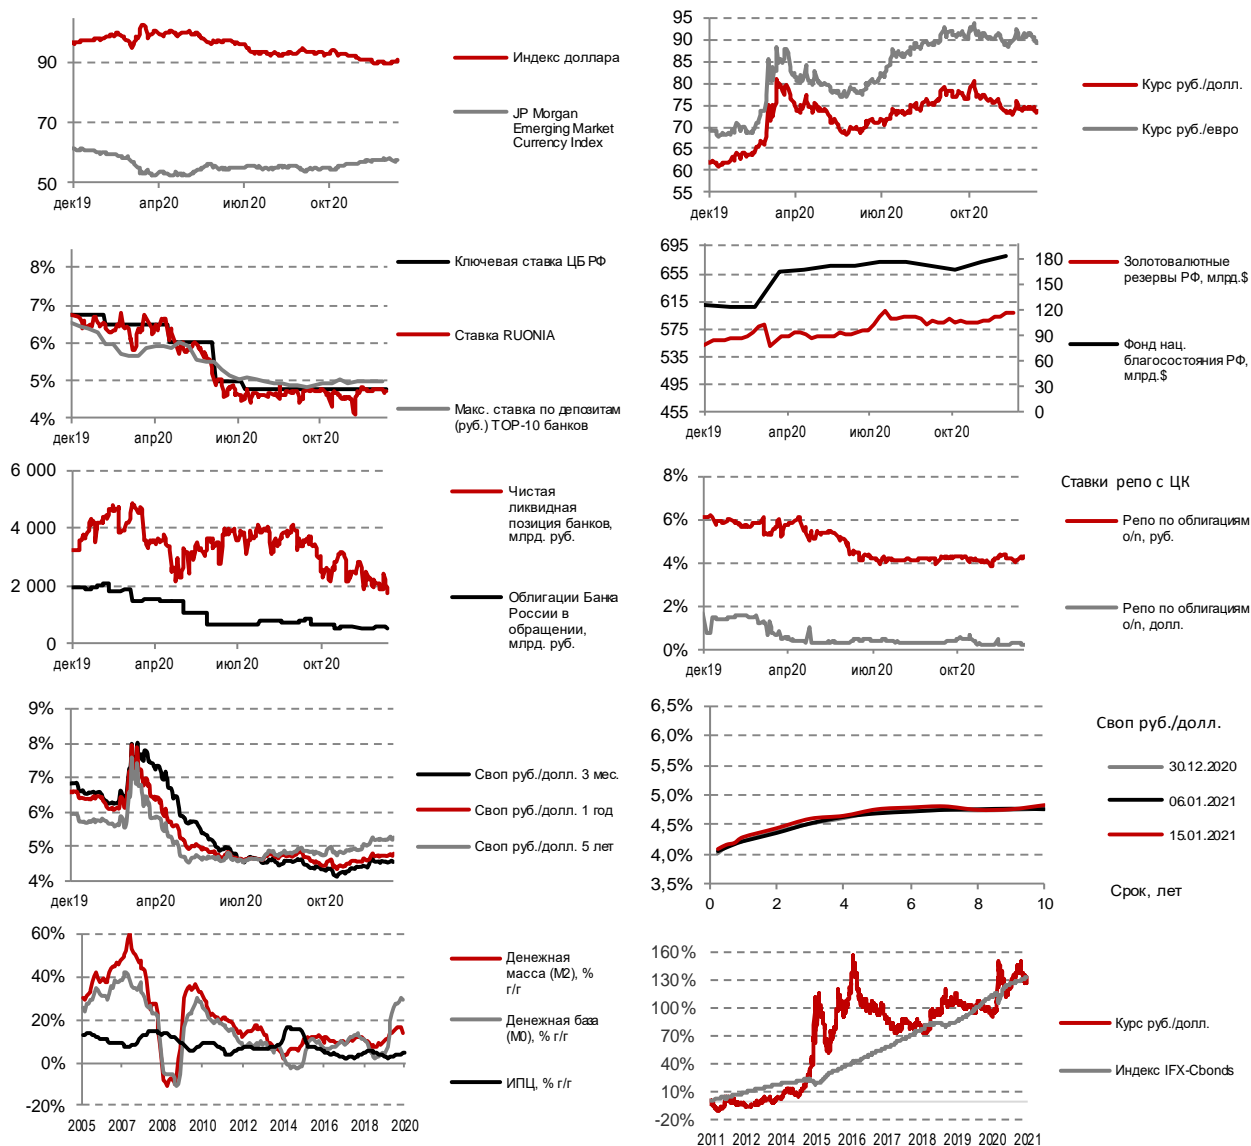 90
70
50
дек19
апр20
июл20
окт20
Индекс доллара
JP Morgan
Emerging Market
Currency Index
95
90
85
80
75
70
65
60
55
дек19
апр20
июл20
окт20
Курс руб./долл.
Курс руб./евро
8%
7%
6%
5%
4%
дек19
апр20
июл20
окт20
Ключевая ставка ЦБ РФ
Ставка RUONIA
Макс. ставка по депозитам
(руб.) TOP-10 банков
695
655
615
575
535
495
455
180
150
120
90
60
30
0
дек19
апр20
июл20
окт20
Золотовалютные
резервы РФ, млрд.$
Фонд нац.
благосостояния РФ,
млрд.$
6 000
4 000
2 000
0
дек19
апр20
июл20
окт20
Чистая
ликвидная
позиция банков,
млрд. руб.
Облигации Банка
России в
обращении,
млрд. руб.
8%
6%
4%
2%
0%
дек19
апр20
июл20
окт20
Ставки репо с ЦК
Репо по облигациям
o/n, руб.
Репо по облигациям
o/n, долл.
9%
8%
7%
6%
5%
4%
дек19
апр20
июл20
окт20
Своп руб./долл. 3 мес.
Своп руб./долл. 1 год
Своп руб./долл. 5 лет
6,5%
6,0%
5,5%
5,0%
4,5%
4,0%
3,5%
0 2 4 6 8 10
Своп руб./долл.
30.12.2020
06.01.2021
15.01.2021
Срок, лет
60%
40%
20%
0%
-20%
2005 2007 2008 2010 2012 2013 2015 2017 2018 2020
Денежная
масса (М2), %
г/г
Денежная база
(М0), % г/г
ИПЦ, % г/г
160%
130%
100%
70%
40%
10%
-20%
2011 2012 2013 2014 2015 2016 2017 2018 2019 2020 2021
Курс руб./долл.
Индекс IFX-Cbonds